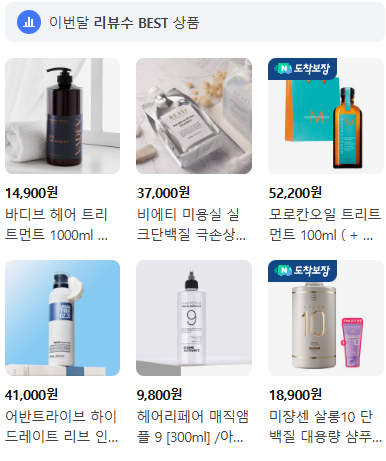 이번달 리뷰수 BEST 상품
N 도착보장
14,900원
바디브 헤어 트리
트먼트 1000ml ...
37,000원
비에티 미용실 실
크단백질 극손상...
52,200원
모로칸오일 트리트
먼트 100ml ( + ...
N 도착보장
9
10
41,000원
어반트라이브 하이
드레이트 리브 인...
9,800원
헤어리페어 매직앰
플 9 [300ml] /아...
18,900원
미쟝센 살롱10 단
백질 대용량 샴푸...